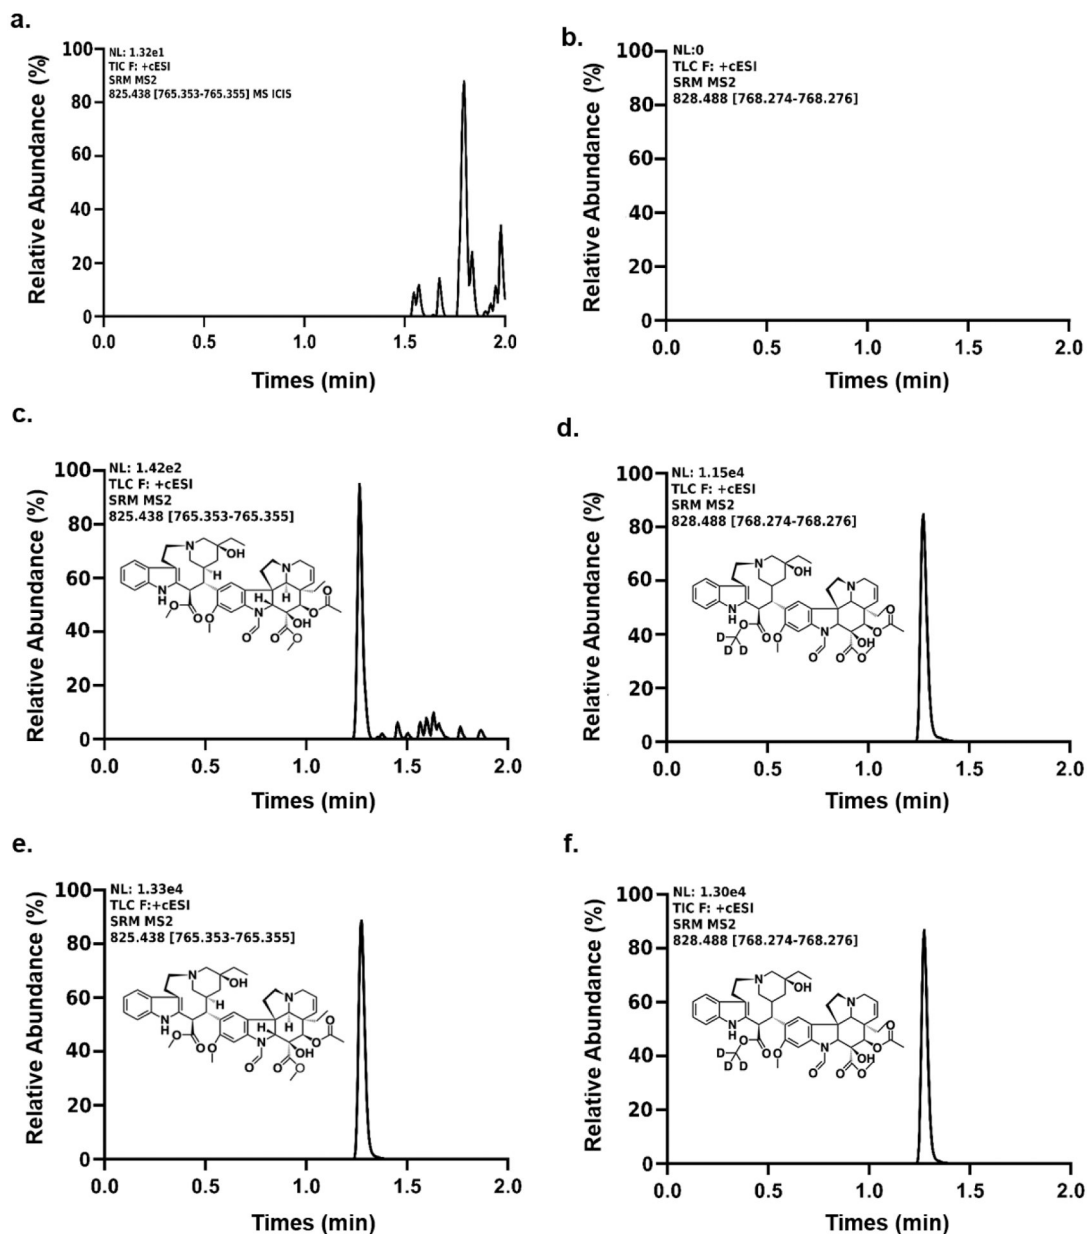 a.
NL: 1.32e1
TIC F: +cESI
SRM MS2
825.438 [765.353-765.355] MS ICIS
Relative Abundance (%)
100
80
60
40
20
0
0.0 0.5 1.0 1.5 2.0
Times (min)
b.
NL:0
TLC F: +cESI
SRM MS2
828.488 [768.274-768.276]
Relative Abundance (%)
100
80
60
40
20
0
0.0 0.5 1.0 1.5 2.0
Times (min)
c.
NL: 1.42e2
TLC F: +cESI
SRM MS2
825.438 [765.353-765.355]
Relative Abundance (%)
100
80
60
40
20
0
N
OH
H
N
H
N
H
H
O
O
O
N
O
O
OH
O
O
O
0.0 0.5 1.0 1.5 2.0
Times (min)
d.
NL: 1.15e4
TLC F: +cESI
SRM MS2
828.488 [768.274-768.276]
Relative Abundance (%)
100
80
60
40
20
0
N
OH
N
H
N
O
O
D
D
D
O
N
O
O
OH
O
O
O
0.0 0.5 1.0 1.5 2.0
Times (min)
e.
NL: 1.33e4
TLC F:+cESI
SRM MS2
825.438 [765.353-765.355]
Relative Abundance (%)
100
80
60
40
20
0
N
OH
H
NH
N
H
H
O
O
O
N
O
O
OH
O
O
O
0.0 0.5 1.0 1.5 2.0
Times (min)
f.
NL: 1.30e4
TIC F: +cESI
SRM MS2
828.488 [768.274-768.276]
Relative Abundance (%)
100
80
60
40
20
0
N
OH
N
H
N
O
O
D
D
D
O
N
O
O
OH
O
O
O
0.0 0.5 1.0 1.5 2.0
Times (min)